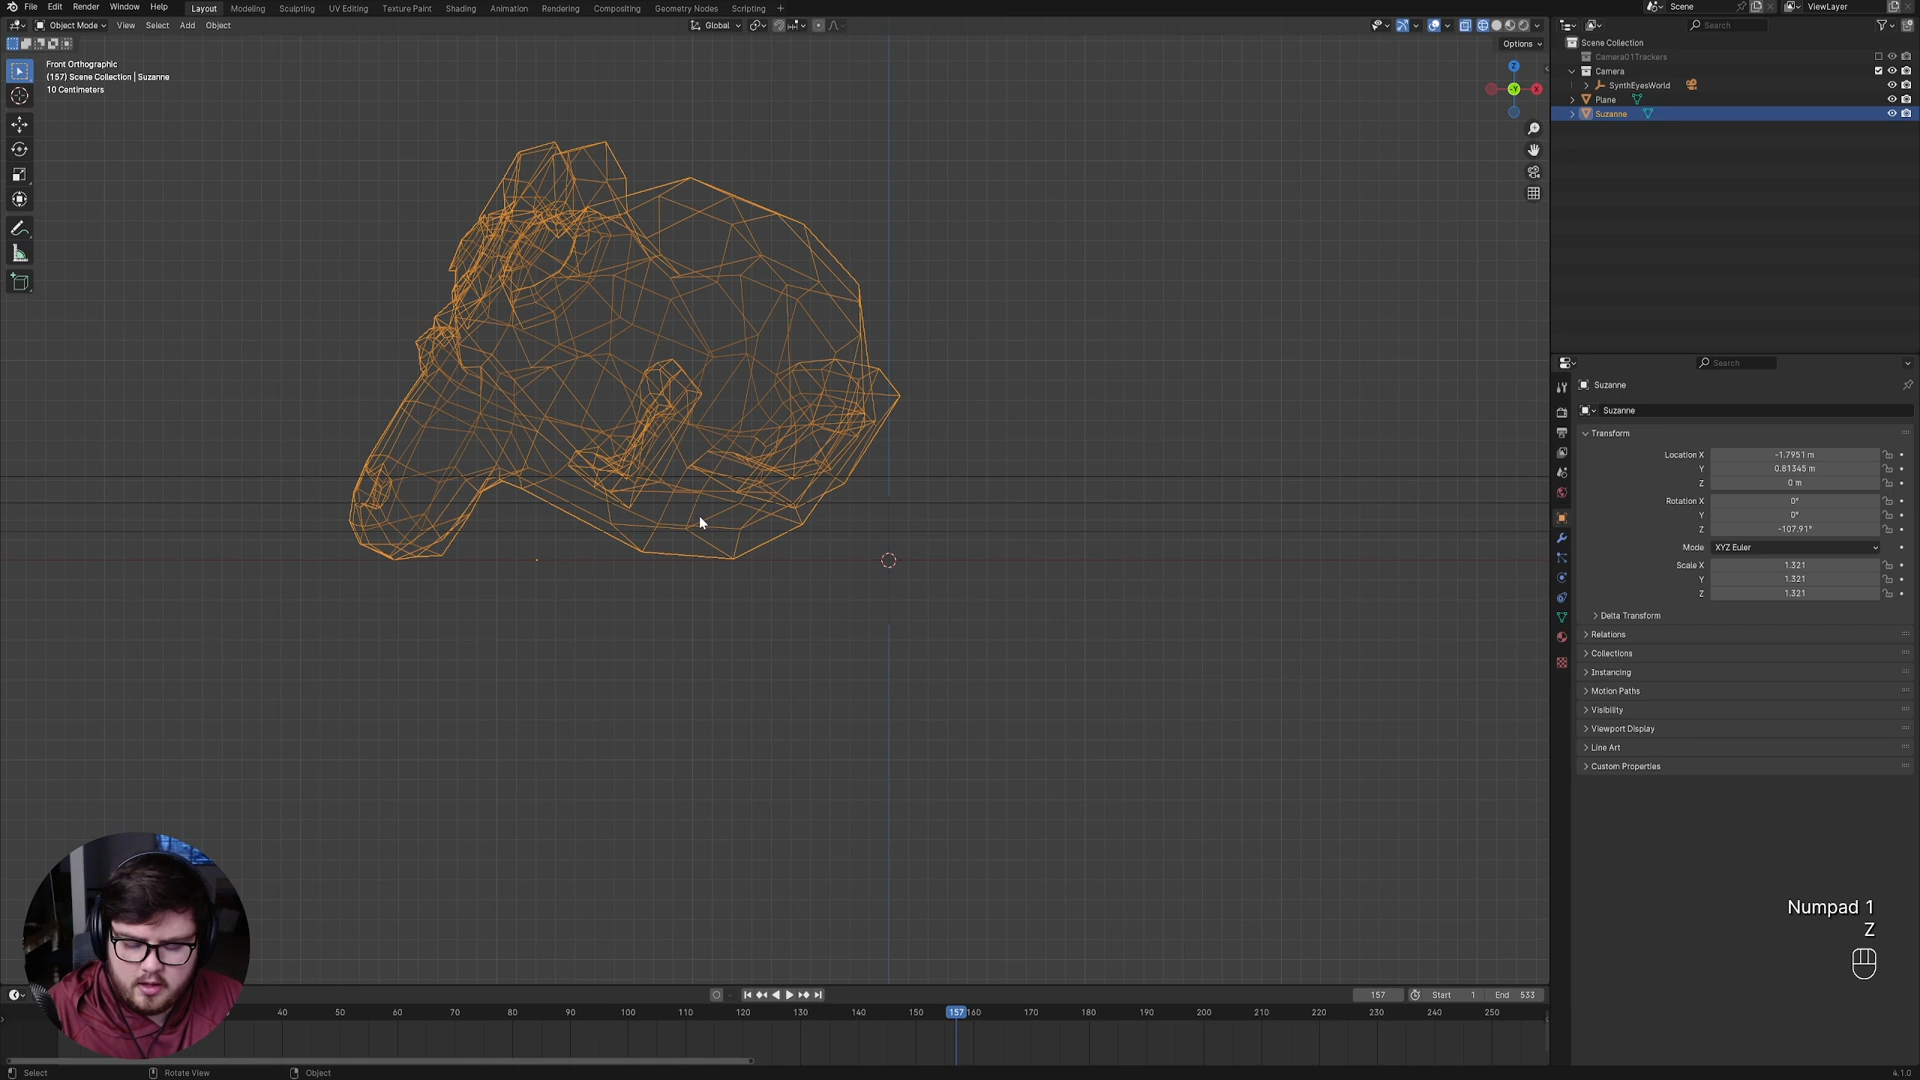 File Edit Render Window Help Layout Modeling Sculpting UV Editing Texture Paint Shading Animation Rendering Compositing Geometry Nodes Scripting + Scene ViewLayer
Object Mode View Select Add Object Global Search
Options
Front Orthographic
(157) Scene Collection | Suzanne
10 Centimeters
Z
-Y
X
Scene Collection
Camera01Trackers
Camera
SynthEyesWorld
Plane
Suzanne
Search
Suzanne
Suzanne
Transform
Location X -1.7951 m
Y 0.81345 m
Z 0 m
Rotation X 0°
Y 0°
Z -107.91°
Mode XYZ Euler
Scale X 1.321
Y 1.321
Z 1.321
Delta Transform
Relations
Collections
Instancing
Motion Paths
Visibility
Viewport Display
Line Art
Custom Properties
Numpad 1
Z
157 Start 1 End 533
40 50 60 70 80 90 100 110 120 130 140 150 157 160 170 180 190 200 210 220 230 240 250
Select Rotate View Object 4.1.0